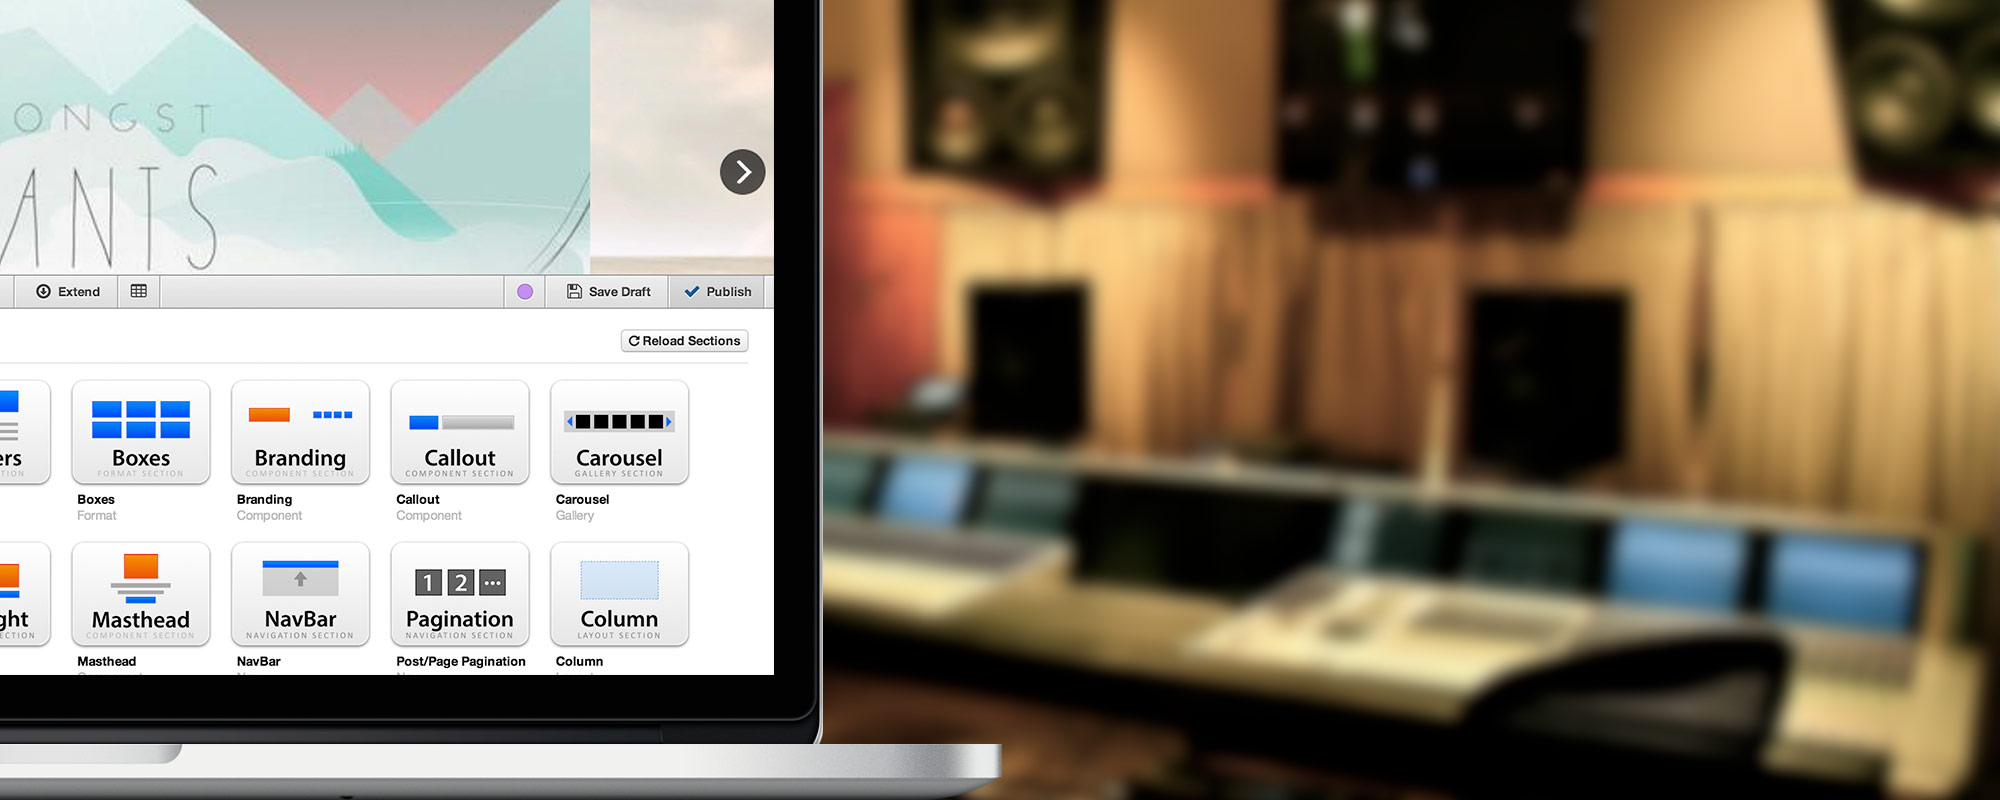 ONGST
ANTS
Extend
Save Draft
Publish
Reload Sections
ers
TION
Boxes
FORMAT SECTION
Branding
COMPONENT SECTION
Callout
COMPONENT SECTION
Carousel
GALLERY SECTION
Boxes
Format
Branding
Component
Callout
Component
Carousel
Gallery
ght
ECTION
Masthead
COMPONENT SECTION
NavBar
NAVIGATION SECTION
1 2 ...
Pagination
NAVIGATION SECTION
Column
LAYOUT SECTION
Masthead
NavBar
Post/Page Pagination
Column